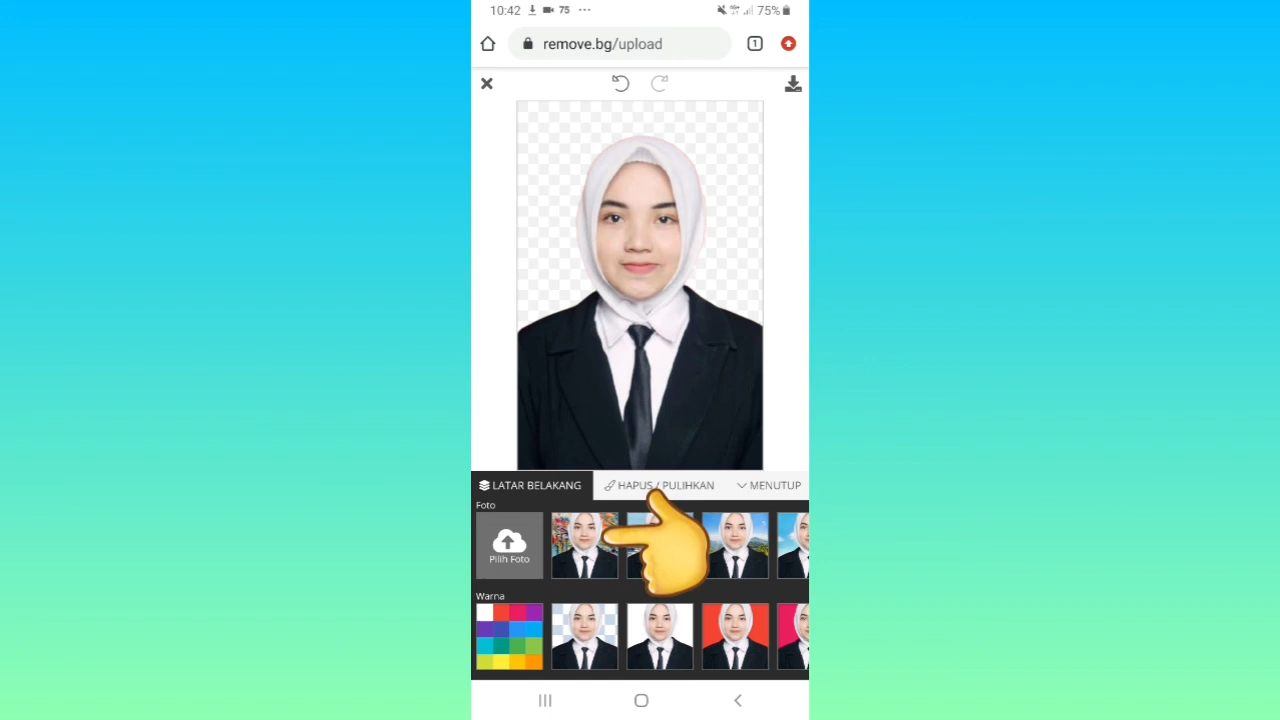 10:42 75 ... 75%
remove.bg/upload 1
LATAR BELAKANG HAPUS / PULIHKAN MENUTUP
Foto
Pilih Foto
Warna